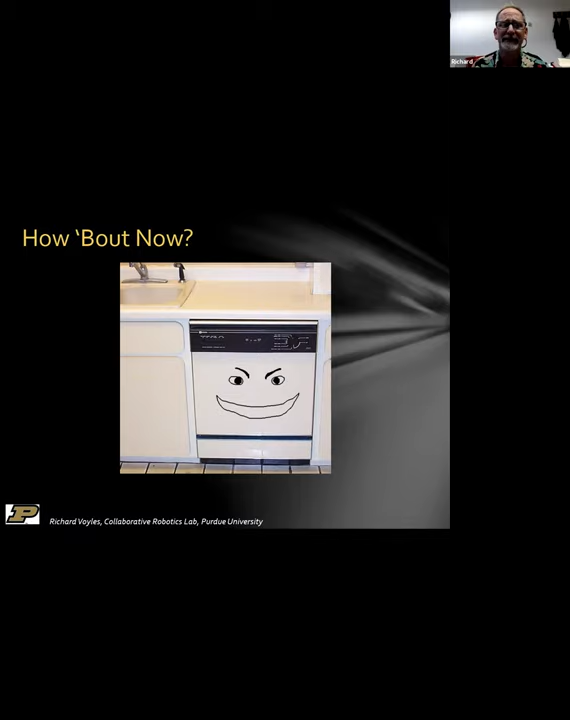 Richard
How 'Bout Now?
P
Richard Voyles, Collaborative Robotics Lab, Purdue University